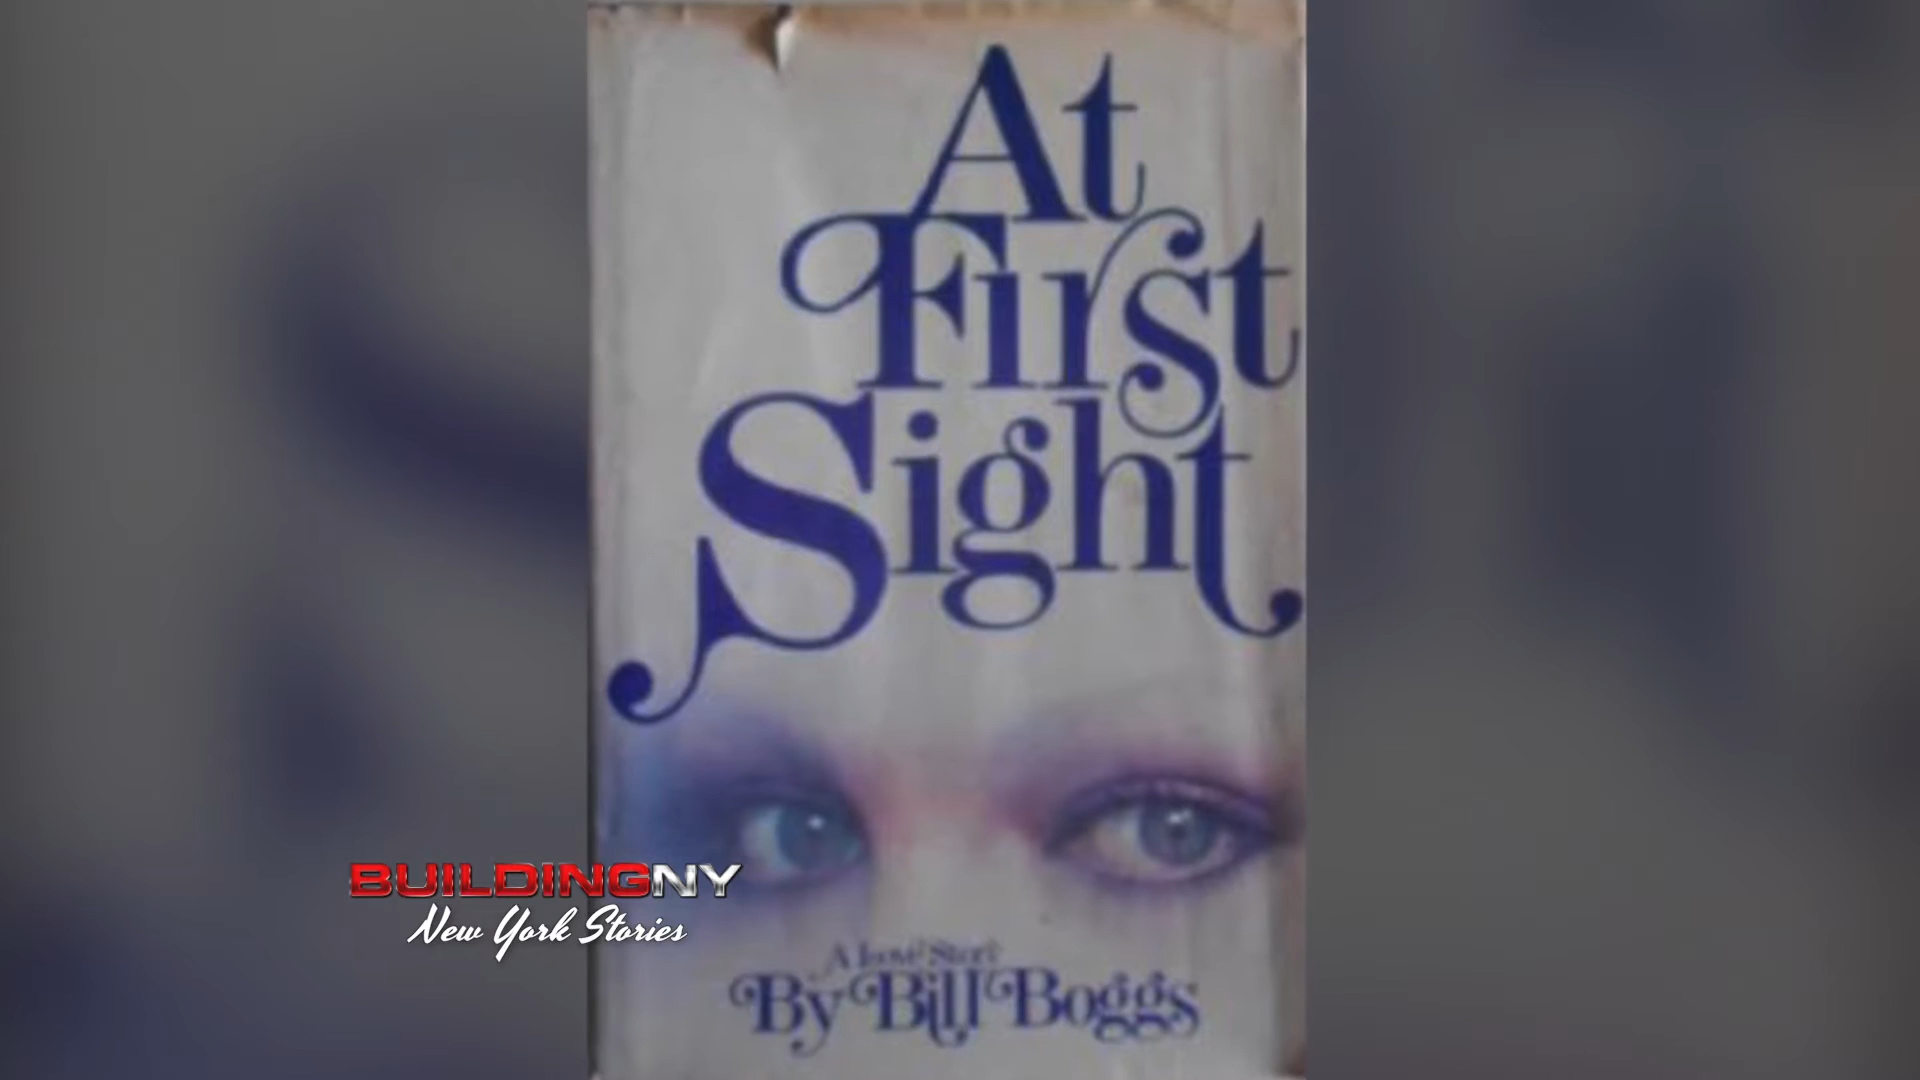 At
First
Sight
BUILDINGNY
New York Stories
A Love Story
By Bill Boggs